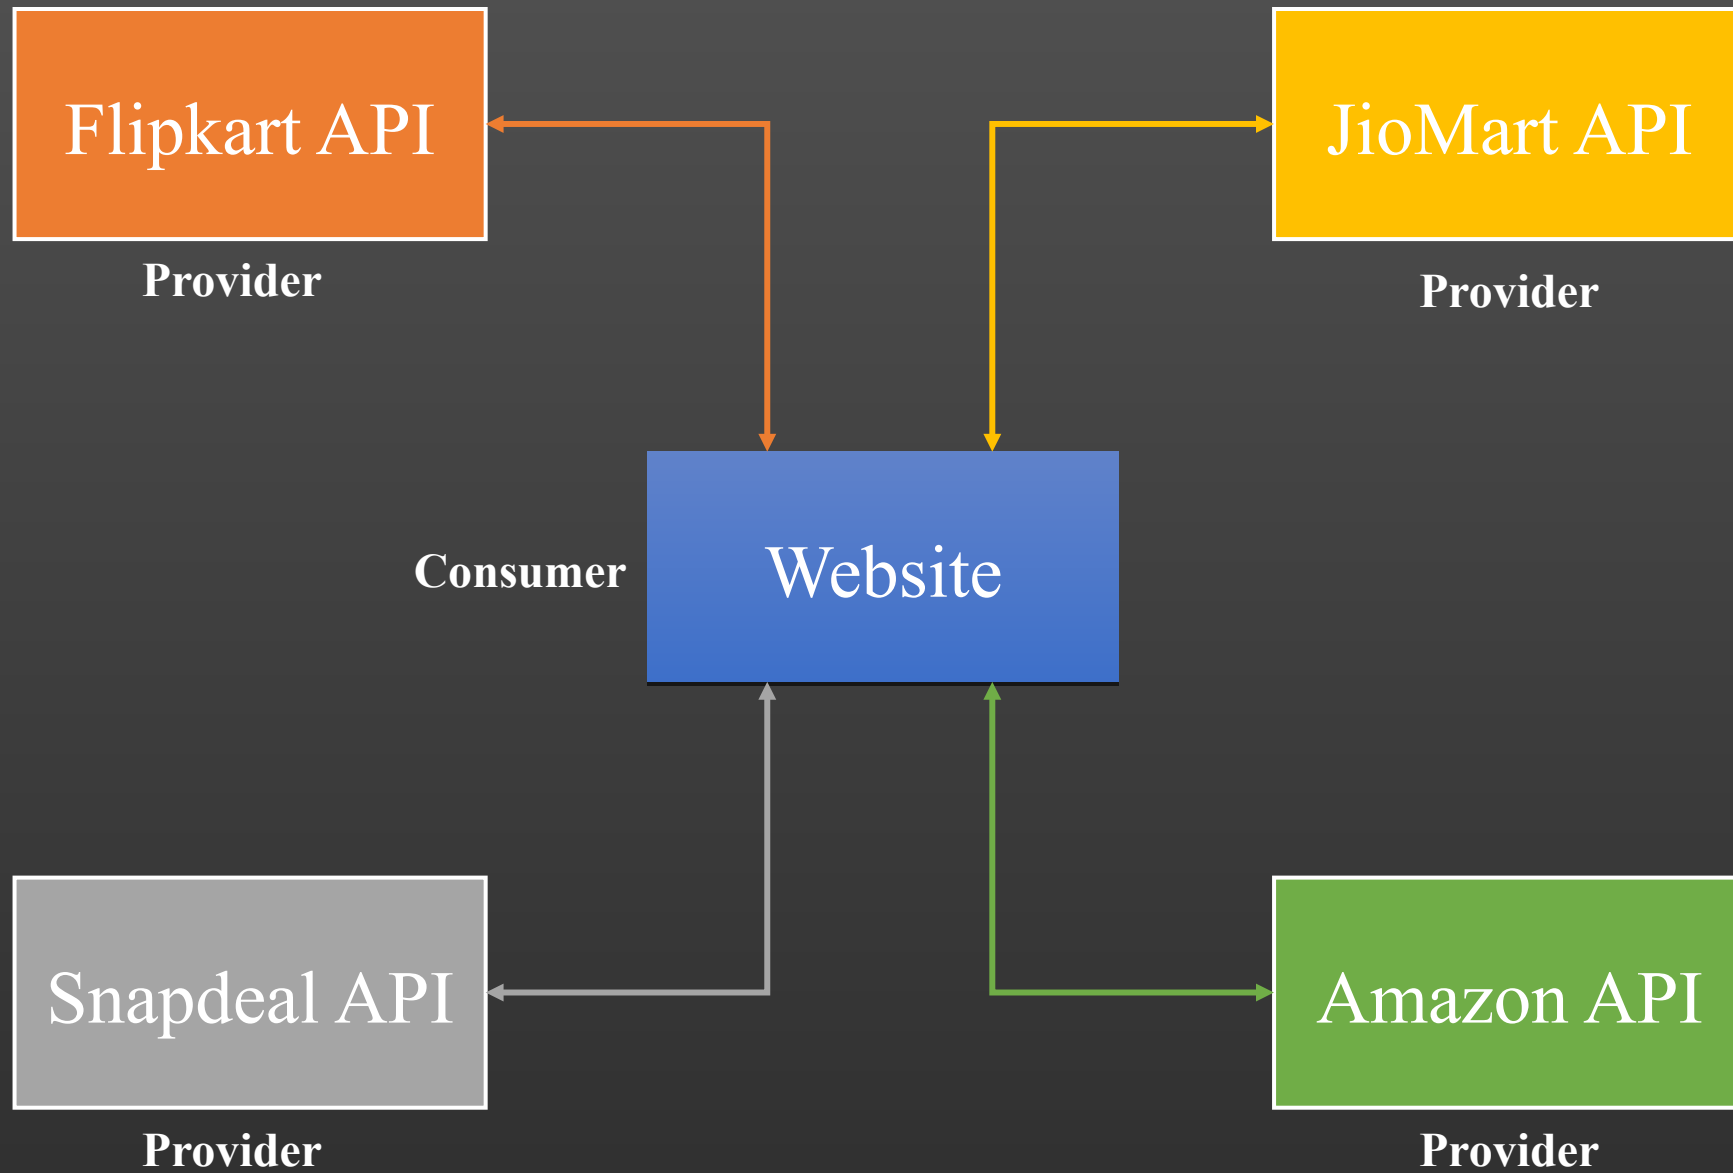 Flipkart API
JioMart API
Provider
Provider
Consumer
Website
Snapdeal API
Amazon API
Provider
Provider